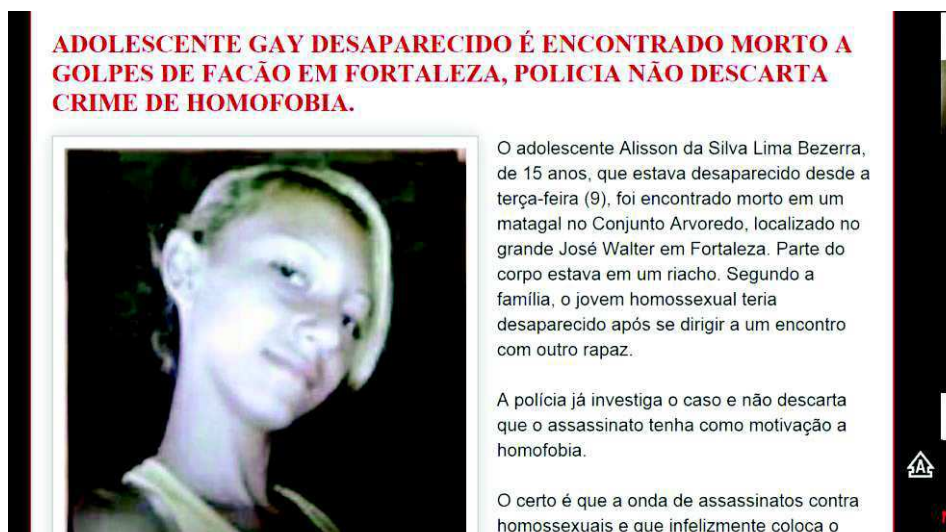 ADOLESCENTE GAY DESAPARECIDO É ENCONTRADO MORTO A
GOLPES DE FACÃO EM FORTALEZA, POLICIA NÃO DESCARTA
CRIME DE HOMOFOBIA.
O adolescente Alisson da Silva Lima Bezerra,
de 15 anos, que estava desaparecido desde a
terça-feira (9), foi encontrado morto em um
matagal no Conjunto Arvoredo, localizado no
grande José Walter em Fortaleza. Parte do
corpo estava em um riacho. Segundo a
família, o jovem homossexual teria
desaparecido após se dirigir a um encontro
com outro rapaz.
A polícia já investiga o caso e não descarta
que o assassinato tenha como motivação a
homofobia.
O certo é que a onda de assassinatos contra
homossexuais e que infelizmente coloca o
A